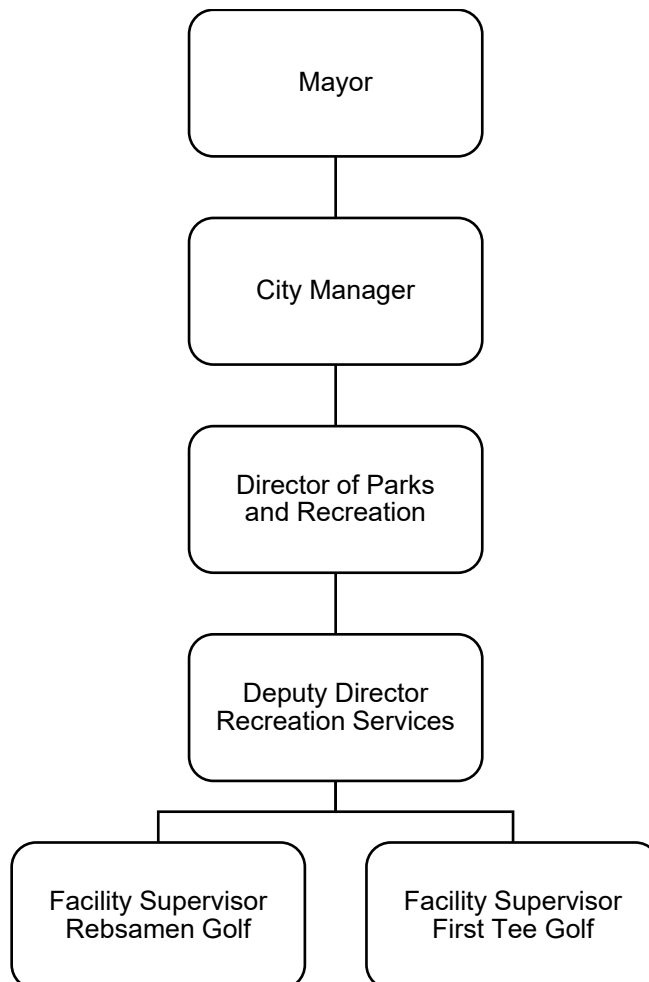 Mayor
City Manager
Director of Parks
and Recreation
Deputy Director
Recreation Services
Facility Supervisor
Rebsamen Golf
Facility Supervisor
First Tee Golf